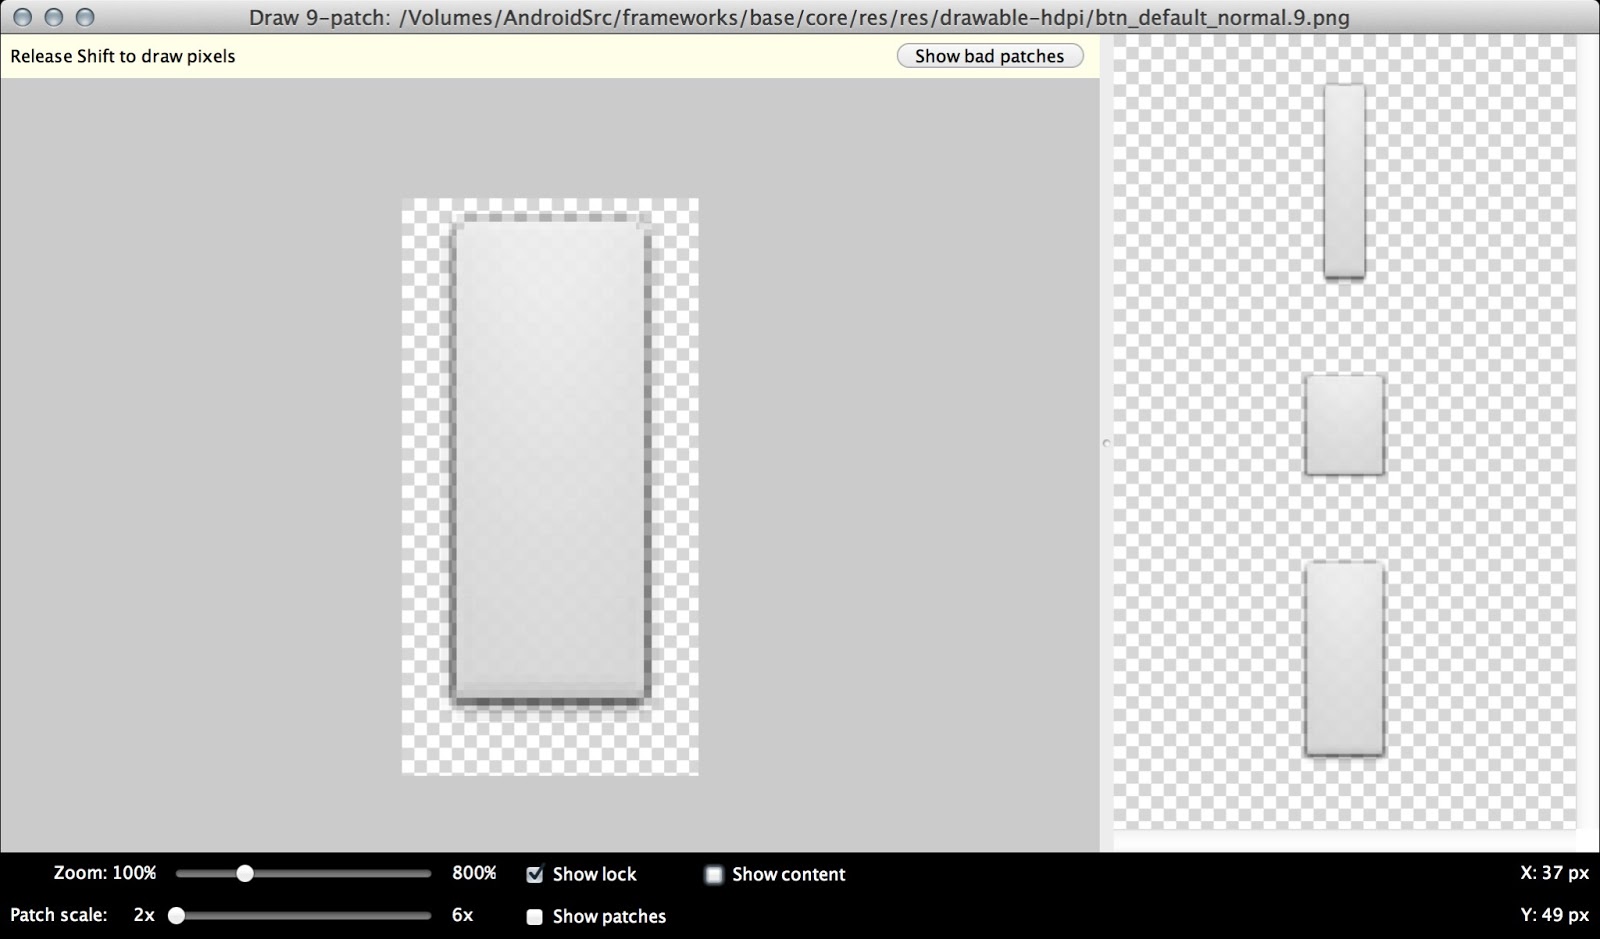 Draw 9-patch: /Volumes/AndroidSrc/frameworks/base/core/res/res/drawable-hdpi/btn_default_normal.9.png
Release Shift to draw pixels
Show bad patches
Zoom: 100%
800%
Show lock
Show content
X: 37 px
Patch scale: 2x
6x
Show patches
Y: 49 px